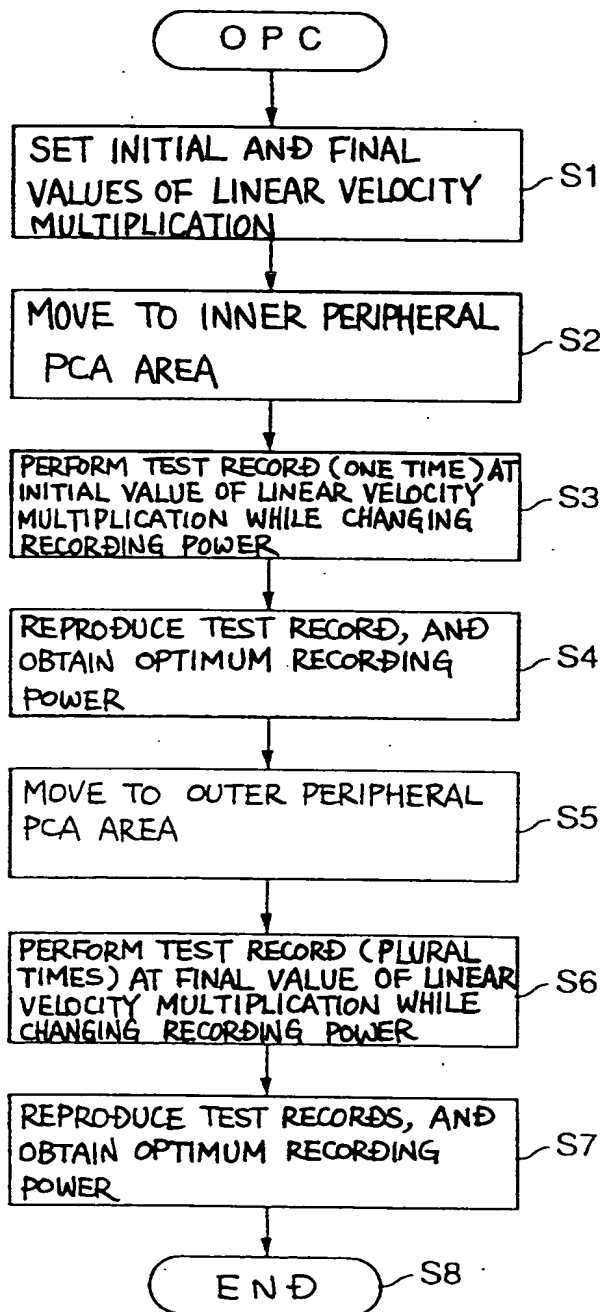 OPC
SET INITIAL AND FINAL
VALUES OF LINEAR VELOCITY
MULTIPLICATION
S1
MOVE TO INNER PERIPHERAL
PCA AREA
S2
PERFORM TEST RECORD (ONE TIME) AT
INITIAL VALUE OF LINEAR VELOCITY
MULTIPLICATION WHILE CHANGING
RECORDING POWER
S3
REPRODUCE TEST RECORD, AND
OBTAIN OPTIMUM RECORDING
POWER
S4
MOVE TO OUTER PERIPHERAL
PCA AREA
S5
PERFORM TEST RECORD (PLURAL
TIMES) AT FINAL VALUE OF LINEAR
VELOCITY MULTIPLICATION WHILE
CHANGING RECORDING POWER
S6
REPRODUCE TEST RECORDS, AND
OBTAIN OPTIMUM RECORDING
POWER
S7
END
S8